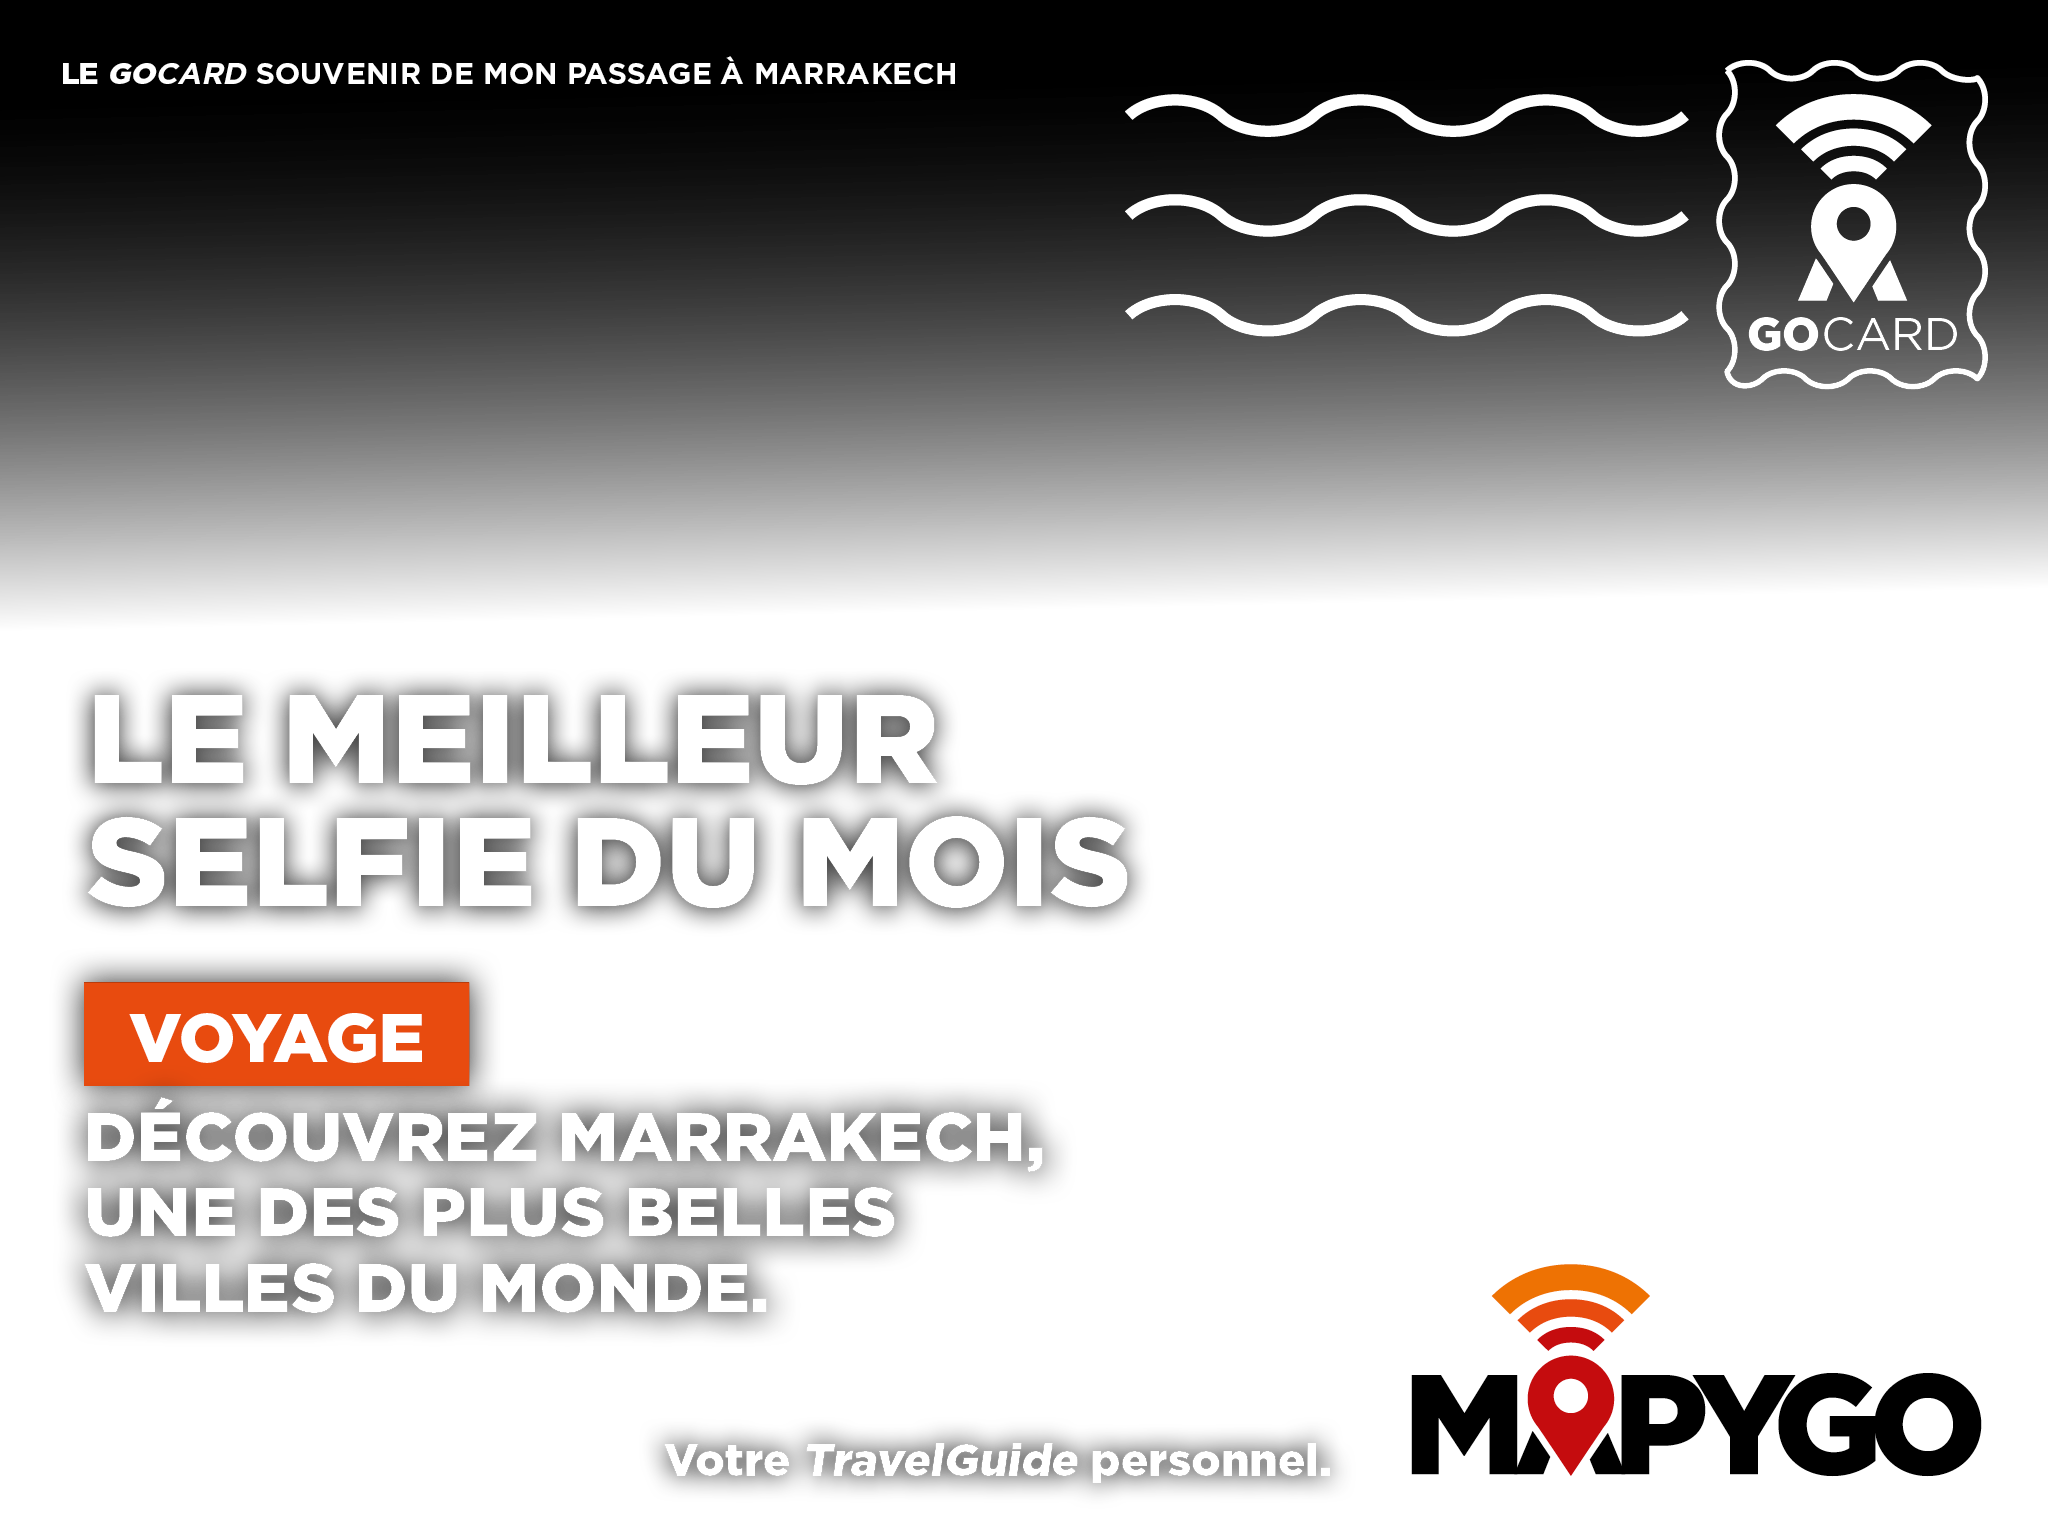 LE GOCARD SOUVENIR DE MON PASSAGE À MARRAKECH
GOCARD
LE MEILLEUR
SELFIE DU MOIS
VOYAGE
DÉCOUVREZ MARRAKECH,
UNE DES PLUS BELLES
VILLES DU MONDE.
Votre TravelGuide personnel.
MAPYGO